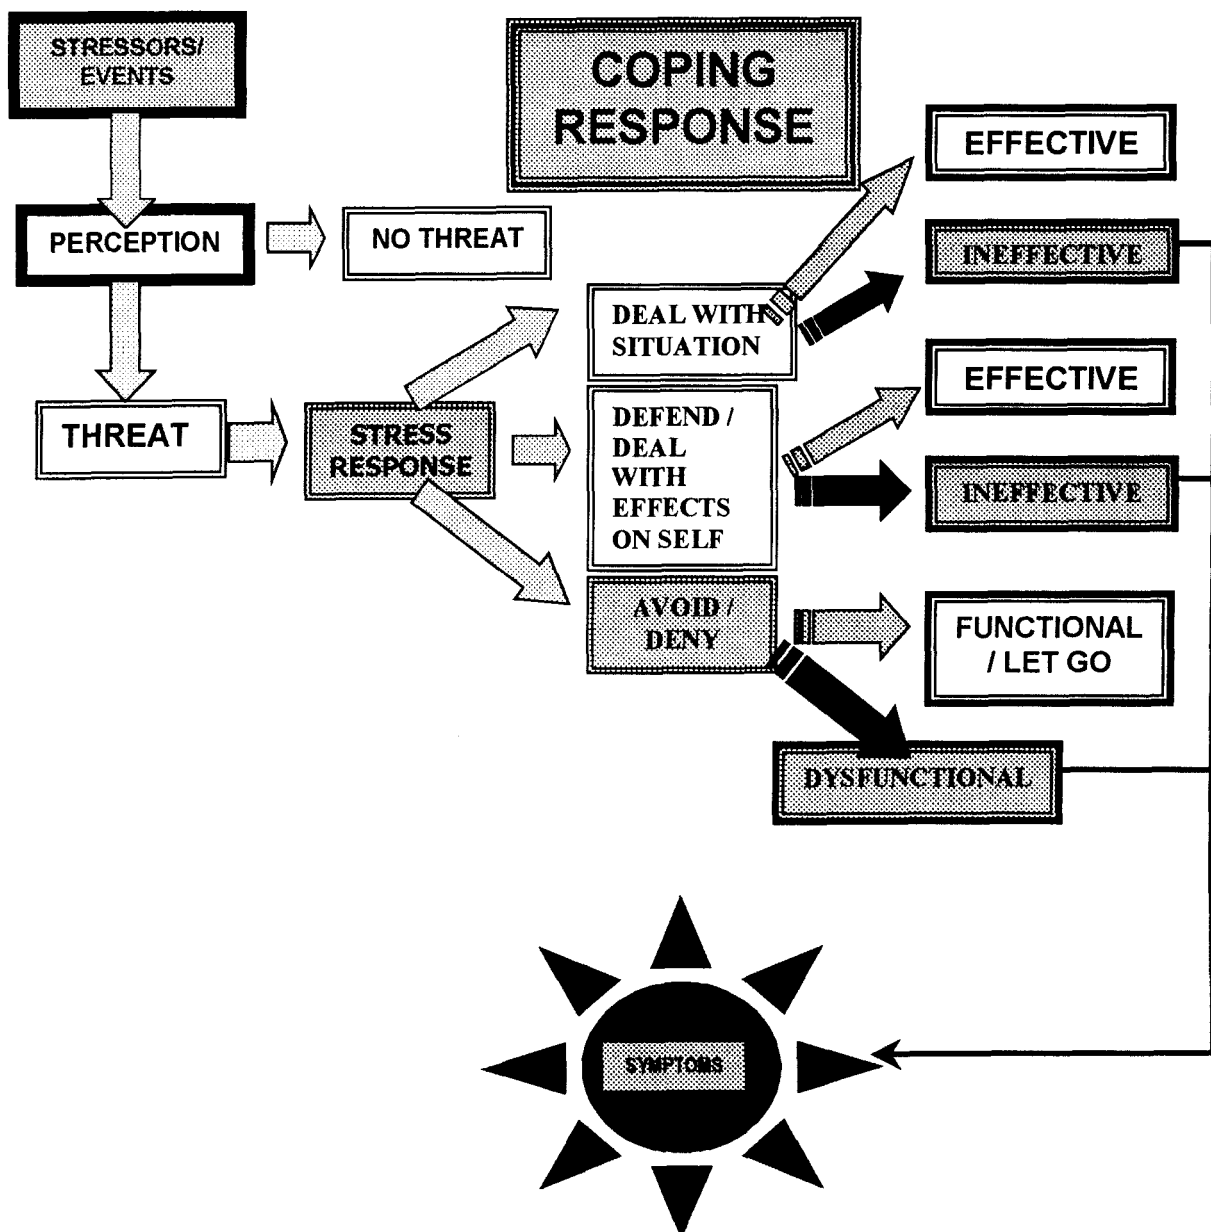 STRESSORS/
EVENTS
COPING
RESPONSE
EFFECTIVE
PERCEPTION
NO THREAT
INEFFECTIVE
DEAL WITH
SITUATION
EFFECTIVE
THREAT
STRESS
RESPONSE
DEFEND /
DEAL
WITH
EFFECTS
ON SELF
INEFFECTIVE
AVOID /
DENY
FUNCTIONAL
/ LET GO
DYSFUNCTIONAL
SYMPTOMS